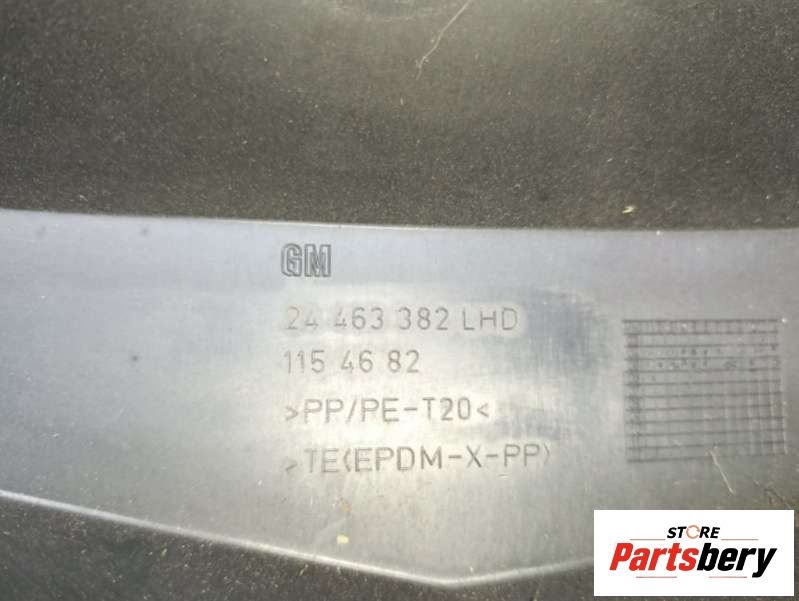 GM
24 463 382 LHD
115 46 82
>PP/PE-T20<
>TE(EPDM-X-PP)
STORE
Partsbery